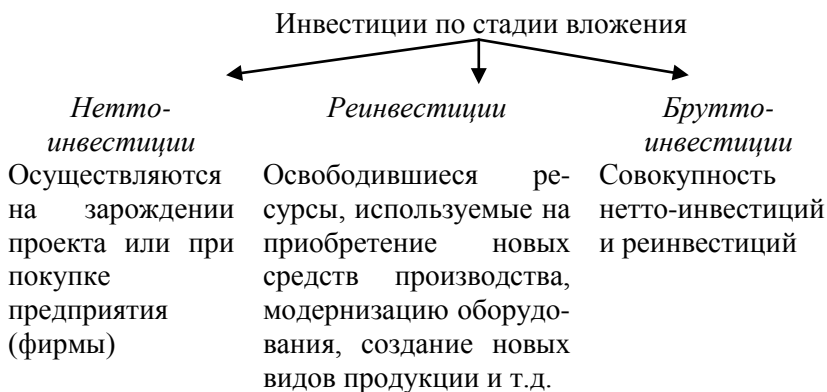 Инвестиции по стадии вложения
Нетто-
инвестиции
Осуществляются
на зарождении
проекта или при
покупке
предприятия
(фирмы)
Реинвестиции
Освободившиеся ре-
сурсы, используемые на
приобретение новых
средств производства,
модернизацию оборудо-
вания, создание новых
видов продукции и т.д.
Брутто-
инвестиции
Совокупность
нетто-инвестиций
и реинвестиций